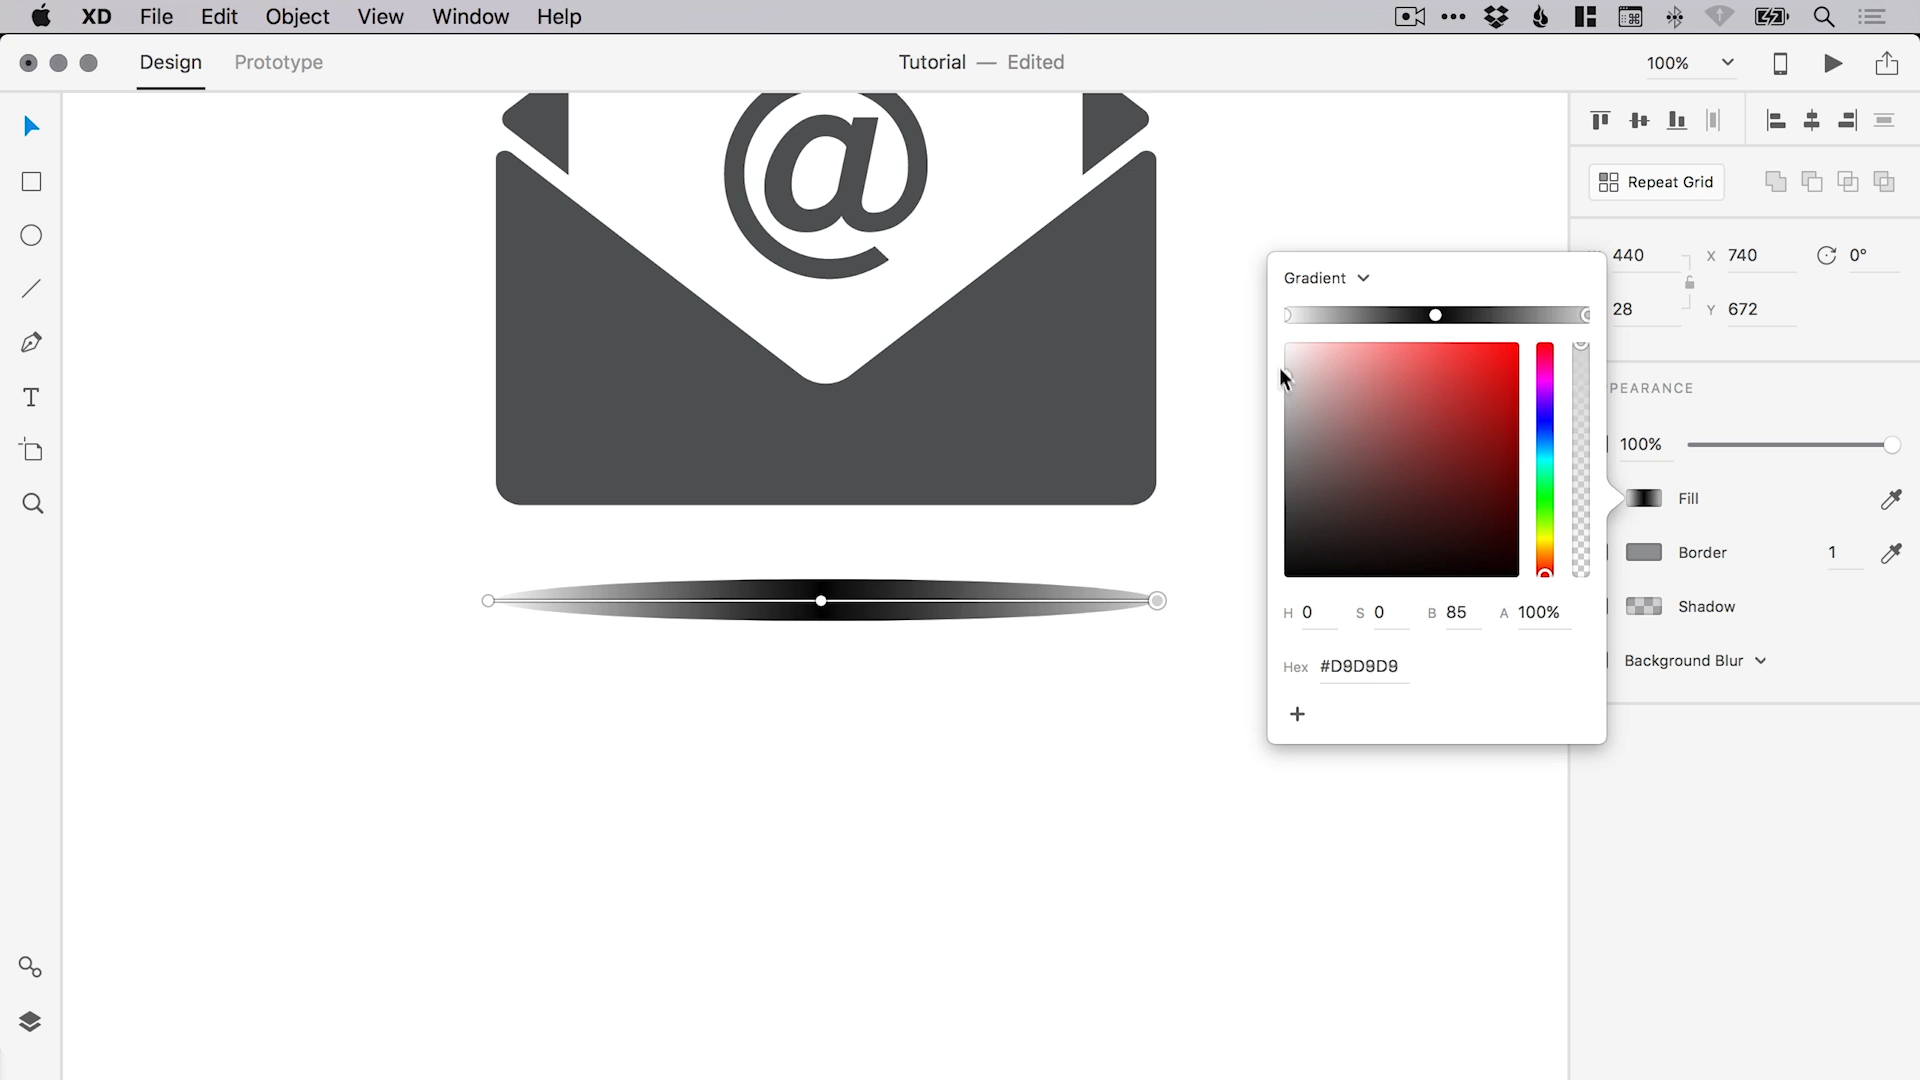 XD File Edit Object View Window Help
Design Prototype Tutorial — Edited 100%
@
Repeat Grid
440 X 740 0°
28 Y 672
Gradient
PEARANCE
100%
Fill
Border 1
Shadow
Background Blur
H 0 S 0 B 85 A 100%
Hex #D9D9D9
+
T